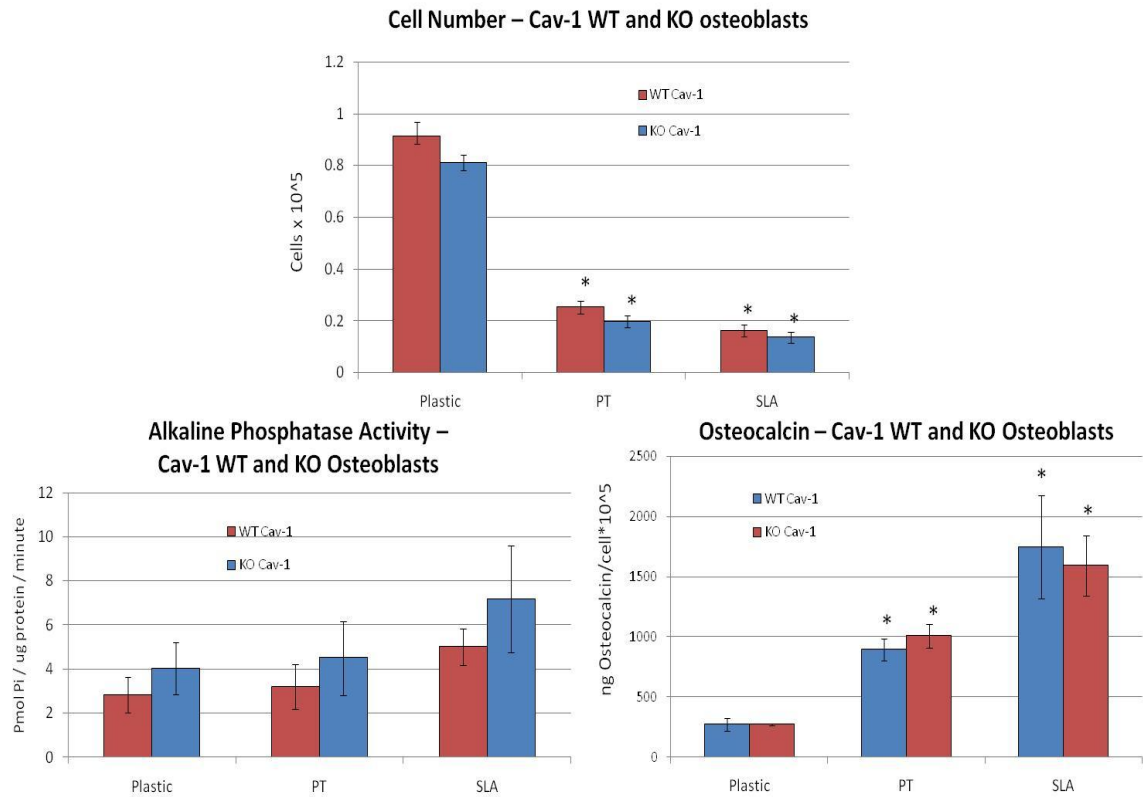 Cell Number – Cav-1 WT and KO osteoblasts
1.2
1
0.8
0.6
0.4
0.2
0
Cells x 10^5
WT Cav-1
KO Cav-1
*
*
*
*
Plastic PT SLA
Alkaline Phosphatase Activity –
Cav-1 WT and KO Osteoblasts
12
10
8
6
4
2
0
Pmol Pi / ug protein / minute
WT Cav-1
KO Cav-1
Plastic PT SLA
Osteocalcin – Cav-1 WT and KO Osteoblasts
2500
2000
1500
1000
500
0
ng Osteocalcin/cell*10^5
WT Cav-1
KO Cav-1
*
*
*
*
Plastic PT SLA